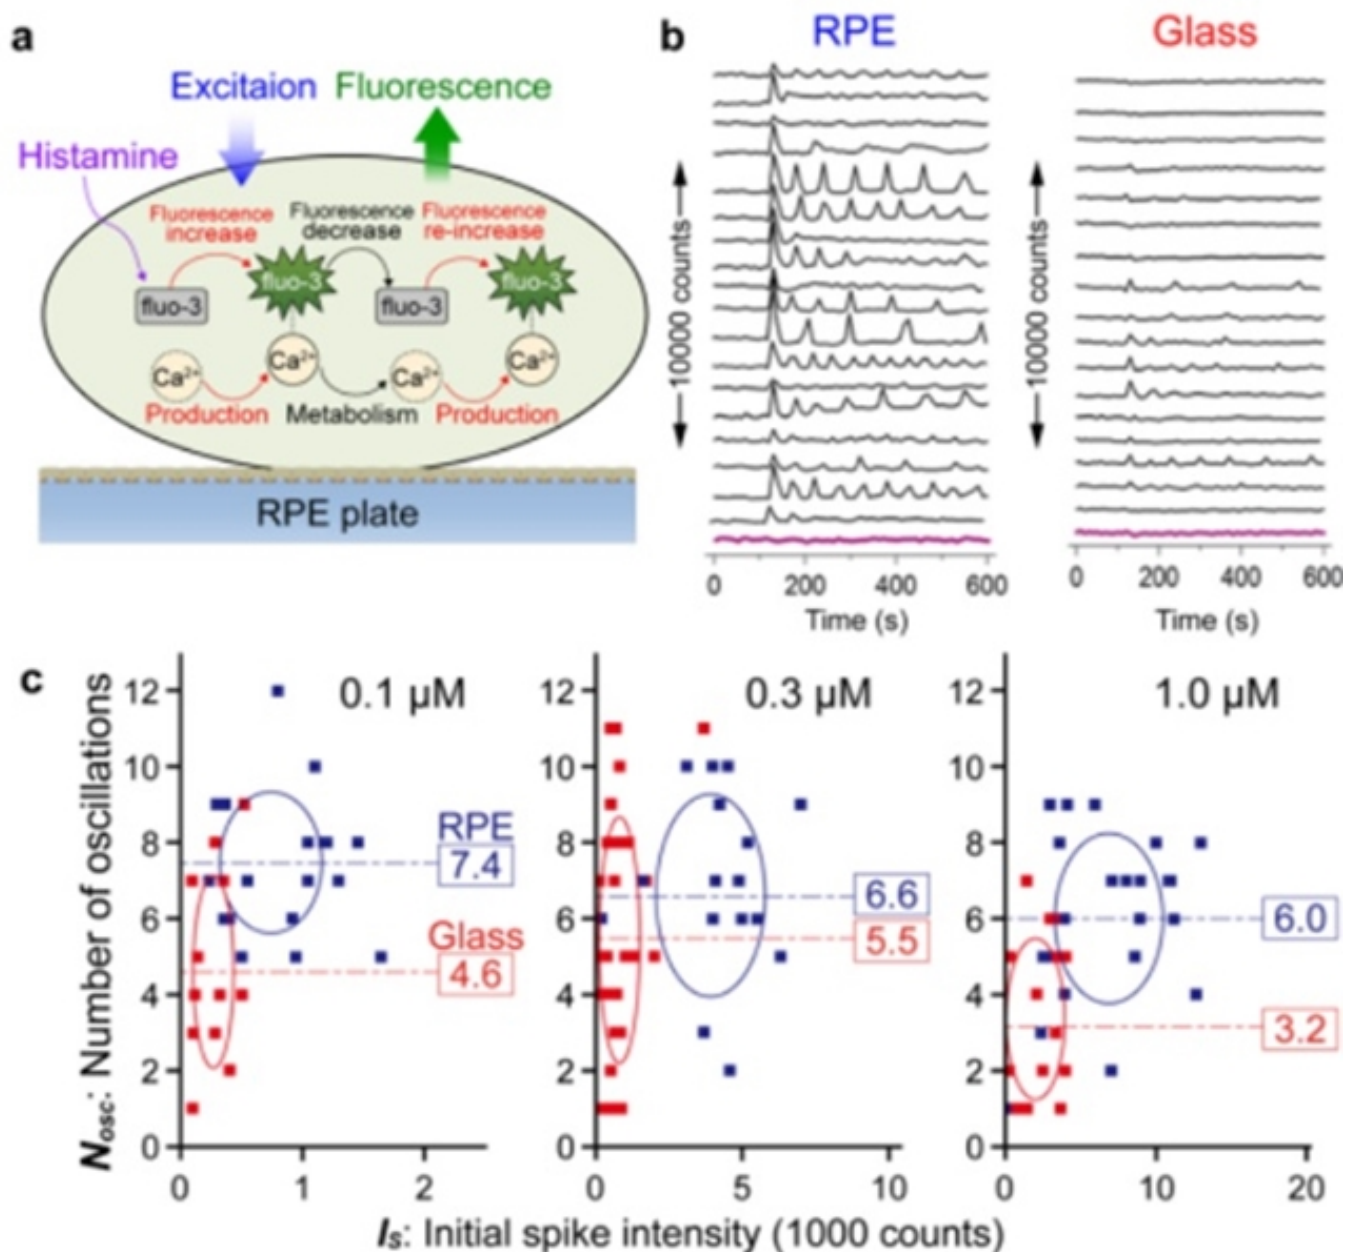 a
Excitaion Fluorescence
Histamine
Fluorescence increase
Fluorescence decrease
Fluorescence re-increase
fluo-3 fluo-3 fluo-3 fluo-3
Ca²⁺ Ca²⁺ Ca²⁺ Ca²⁺
Production Metabolism Production
RPE plate
b
RPE Glass
10000 counts
10000 counts
0 200 400 600
Time (s)
0 200 400 600
Time (s)
c
Nosc: Number of oscillations
0.1 µM
12
10
8
6
4
2
0
RPE
7.4
Glass
4.6
0 1 2
0.3 µM
12
10
8
6
4
2
0
6.6
5.5
0 5 10
1.0 µM
12
10
8
6
4
2
0
6.0
3.2
0 10 20
IS: Initial spike intensity (1000 counts)